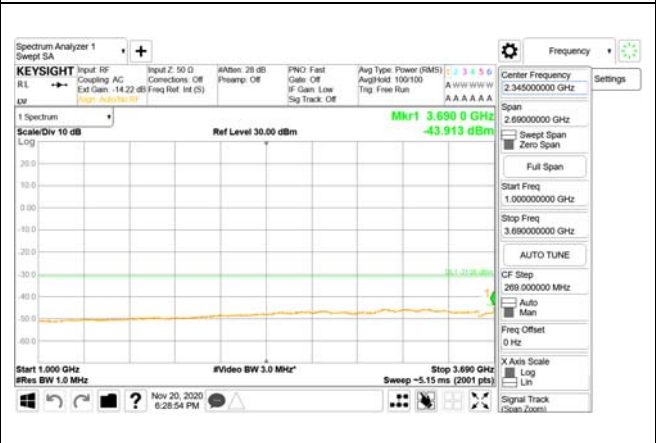 Spectrum Analyzer 1
Swept SA
Frequency
KEYSIGHT
RL
Input: RF
Coupling: AC
Ext Gain: -14.22 dB
Align: Auto/No RF
Input Z: 50 Ω
Corrections: Off
Freq Ref: Int (S)
#Atten: 28 dB
Preamp: Off
PNO: Fast
Gate: Off
IF Gain: Low
Sig Track: Off
Avg Type: Power (RMS)
Avg|Hold: 100/100
Trig: Free Run
1 2 3 4 5 6
A W W W W W
A A A A A A
1 Spectrum
Scale/Div 10 dB
Ref Level 30.00 dBm
Mkr1 3.690 0 GHz
-43.913 dBm
Log
20.0
10.0
0.00
-10.0
-20.0
-30.0
-40.0
-50.0
-60.0
1
Start 1.000 GHz
#Res BW 1.0 MHz
#Video BW 3.0 MHz*
Stop 3.690 GHz
Sweep ~5.15 ms (2001 pts)
Nov 20, 2020
6:28:54 PM
Center Frequency
2.345000000 GHz
Settings
Span
2.69000000 GHz
Swept Span
Zero Span
Full Span
Start Freq
1.000000000 GHz
Stop Freq
3.690000000 GHz
AUTO TUNE
CF Step
269.000000 MHz
Auto
Man
Freq Offset
0 Hz
X Axis Scale
Log
Lin
Signal Track
(Span Zoom)